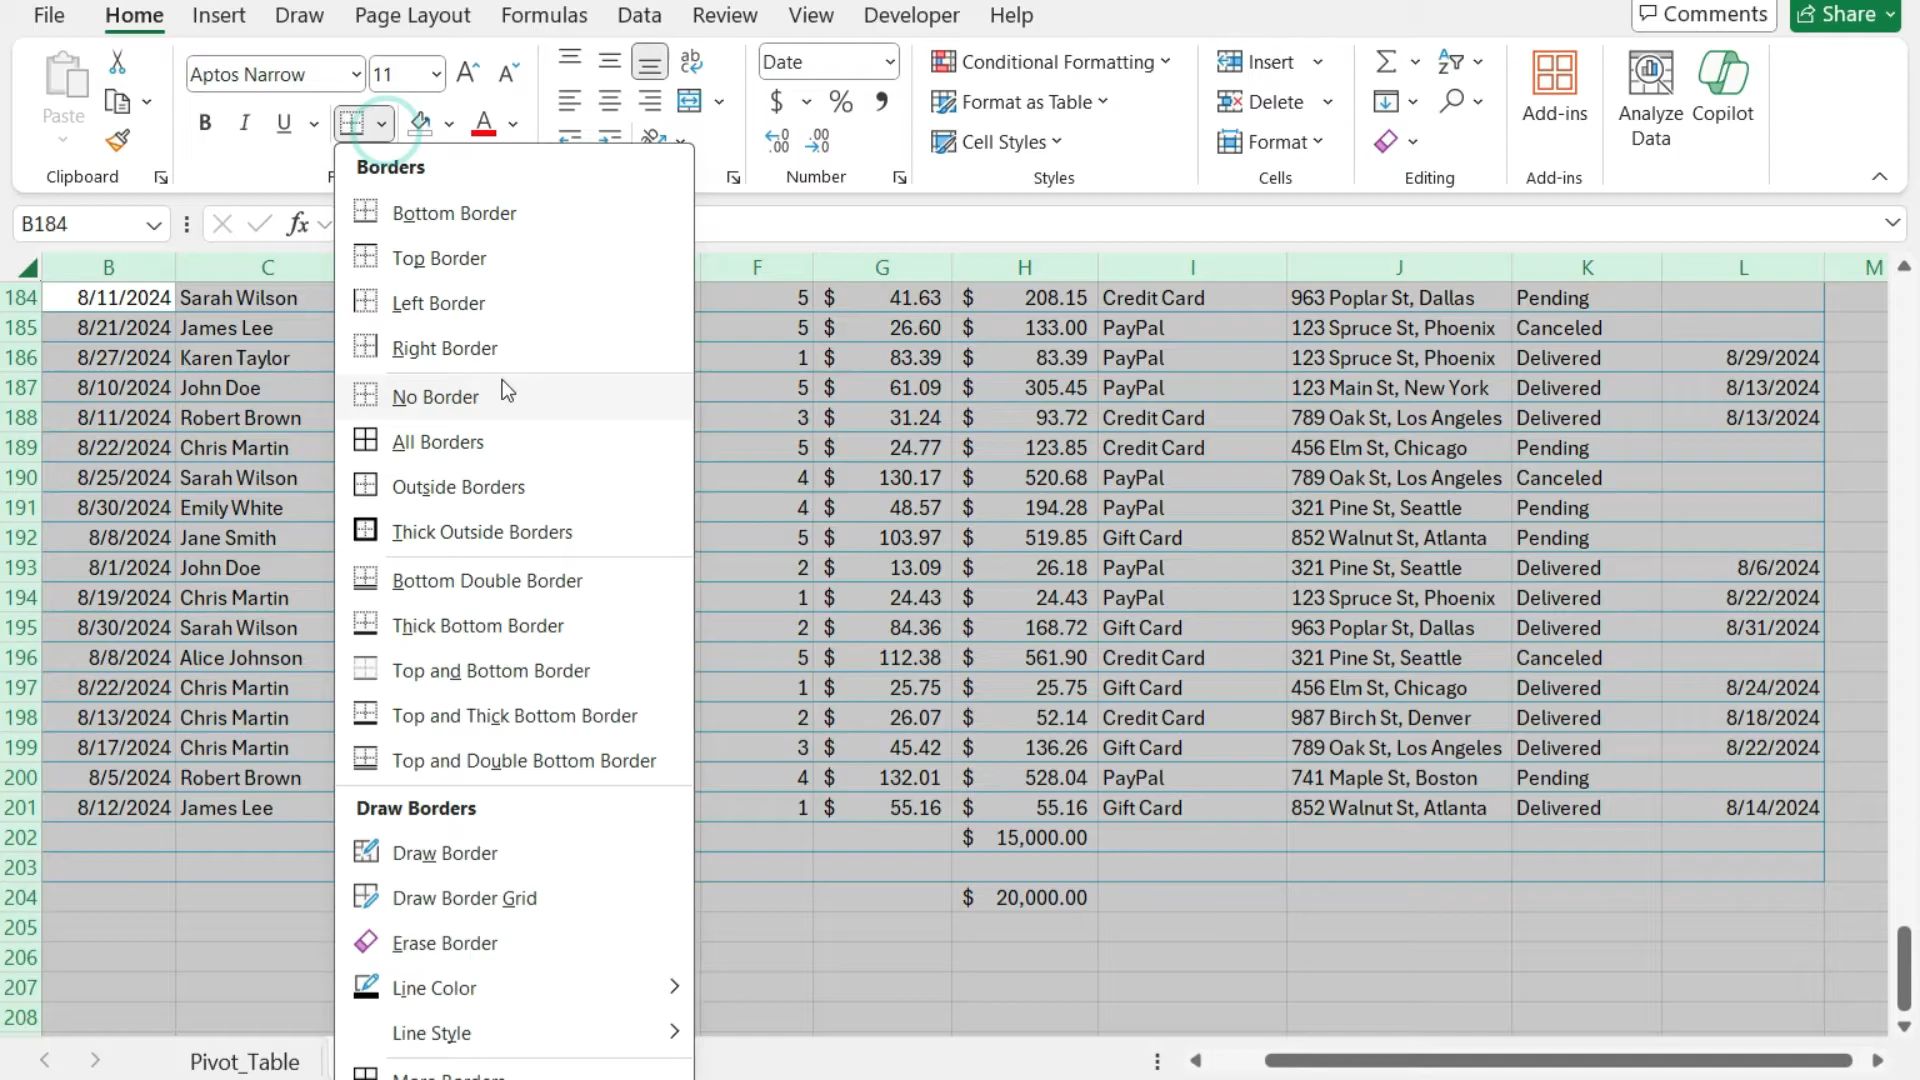 File Home Insert Draw Page Layout Formulas Data Review View Developer Help Comments Share
Aptos Narrow 11 Date Conditional Formatting Insert
Paste Format as Table Delete Add-ins Analyze Data Copilot
B I U A $ % Cell Styles Format
Clipboard Number Styles Cells Editing Add-ins
B184 fx
Borders
Bottom Border
Top Border
Left Border
Right Border
No Border
All Borders
Outside Borders
Thick Outside Borders
Bottom Double Border
Thick Bottom Border
Top and Bottom Border
Top and Thick Bottom Border
Top and Double Bottom Border
Draw Borders
Draw Border
Draw Border Grid
Erase Border
Line Color
Line Style
B C F G H I J K L M
184 8/11/2024 Sarah Wilson 5 $ 41.63 $ 208.15 Credit Card 963 Poplar St, Dallas Pending
185 8/21/2024 James Lee 5 $ 26.60 $ 133.00 PayPal 123 Spruce St, Phoenix Canceled
186 8/27/2024 Karen Taylor 1 $ 83.39 $ 83.39 PayPal 123 Spruce St, Phoenix Delivered 8/29/2024
187 8/10/2024 John Doe 5 $ 61.09 $ 305.45 PayPal 123 Main St, New York Delivered 8/13/2024
188 8/11/2024 Robert Brown 3 $ 31.24 $ 93.72 Credit Card 789 Oak St, Los Angeles Delivered 8/13/2024
189 8/22/2024 Chris Martin 5 $ 24.77 $ 123.85 Credit Card 456 Elm St, Chicago Pending
190 8/25/2024 Sarah Wilson 4 $ 130.17 $ 520.68 PayPal 789 Oak St, Los Angeles Canceled
191 8/30/2024 Emily White 4 $ 48.57 $ 194.28 PayPal 321 Pine St, Seattle Pending
192 8/8/2024 Jane Smith 5 $ 103.97 $ 519.85 Gift Card 852 Walnut St, Atlanta Pending
193 8/1/2024 John Doe 2 $ 13.09 $ 26.18 PayPal 321 Pine St, Seattle Delivered 8/6/2024
194 8/19/2024 Chris Martin 1 $ 24.43 $ 24.43 PayPal 123 Spruce St, Phoenix Delivered 8/22/2024
195 8/30/2024 Sarah Wilson 2 $ 84.36 $ 168.72 Gift Card 963 Poplar St, Dallas Delivered 8/31/2024
196 8/8/2024 Alice Johnson 5 $ 112.38 $ 561.90 Credit Card 321 Pine St, Seattle Canceled
197 8/22/2024 Chris Martin 1 $ 25.75 $ 25.75 Gift Card 456 Elm St, Chicago Delivered 8/24/2024
198 8/13/2024 Chris Martin 2 $ 26.07 $ 52.14 Credit Card 987 Birch St, Denver Delivered 8/18/2024
199 8/17/2024 Chris Martin 3 $ 45.42 $ 136.26 Gift Card 789 Oak St, Los Angeles Delivered 8/22/2024
200 8/5/2024 Robert Brown 4 $ 132.01 $ 528.04 PayPal 741 Maple St, Boston Pending
201 8/12/2024 James Lee 1 $ 55.16 $ 55.16 Gift Card 852 Walnut St, Atlanta Delivered 8/14/2024
202 $ 15,000.00
203
204 $ 20,000.00
205
206
207
208
Pivot_Table